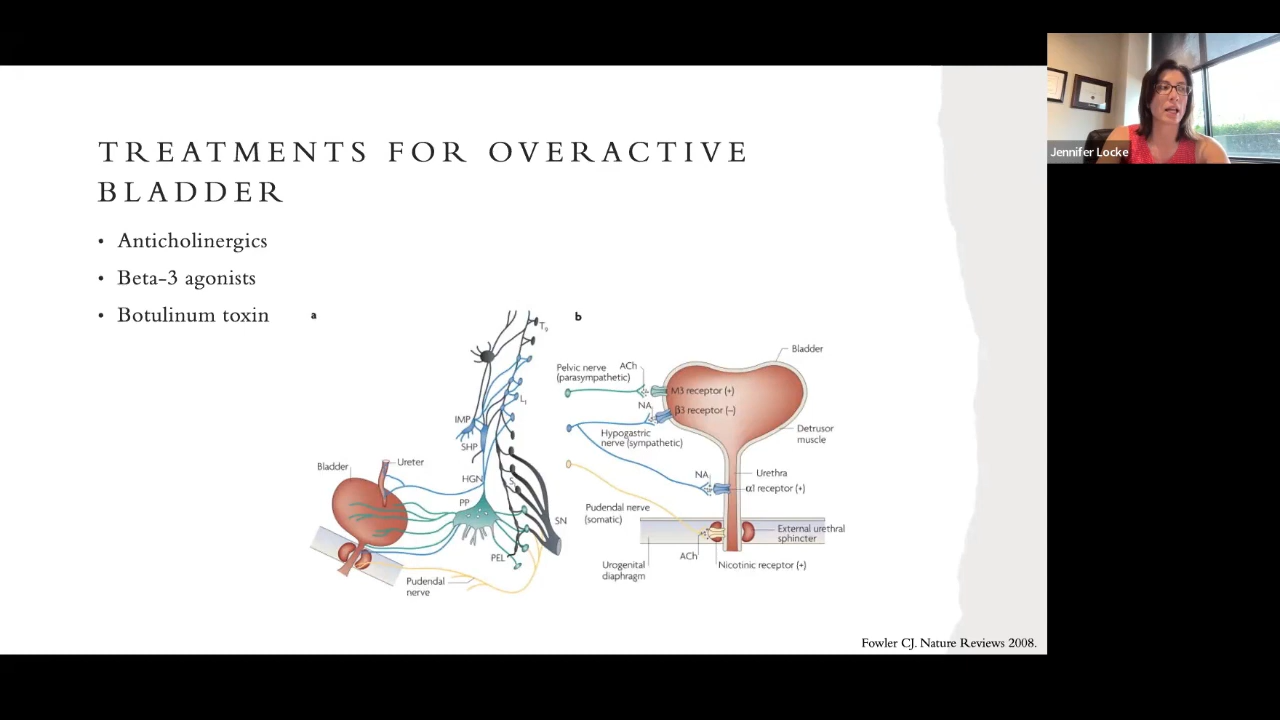 TREATMENTS FOR OVERACTIVE
BLADDER
• Anticholinergics
• Beta-3 agonists
• Botulinum toxin
a
T9
L1
IMP
SHP
Bladder
Ureter
HGN
S1
PP
SN
PEL
Pudendal
nerve
b
Bladder
Pelvic nerve
(parasympathetic)
ACh
M3 receptor (+)
NA
β3 receptor (–)
Hypogastric
nerve (sympathetic)
Detrusor
muscle
NA
Urethra
α1 receptor (+)
Pudendal nerve
(somatic)
External urethral
sphincter
ACh
Urogenital
diaphragm
Nicotinic receptor (+)
Fowler CJ. Nature Reviews 2008.
Jennifer Locke